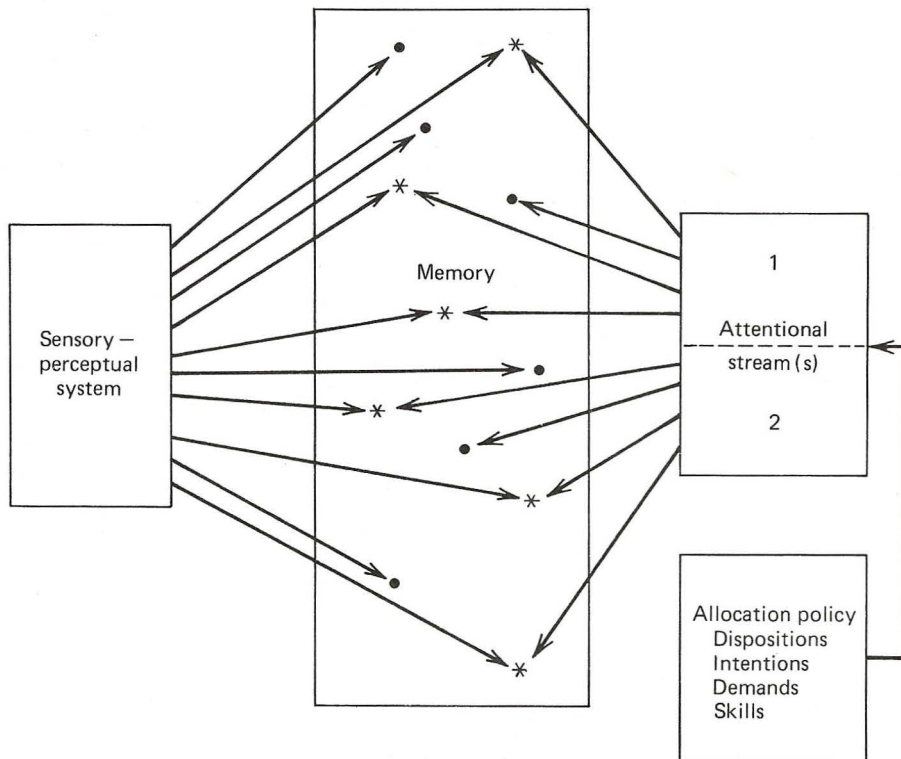 Sensory —
perceptual
system
Memory
1
Attentional
stream (s)
2
Allocation policy
Dispositions
Intentions
Demands
Skills